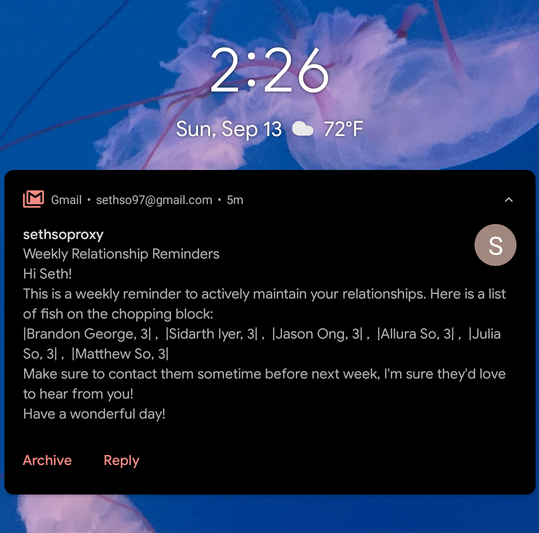 2:26
Sun, Sep 13 72°F
Gmail • sethso97@gmail.com • 5m
sethsoproxy
S
Weekly Relationship Reminders
Hi Seth!
This is a weekly reminder to actively maintain your relationships. Here is a list
of fish on the chopping block:
|Brandon George, 3| , |Sidarth Iyer, 3| , |Jason Ong, 3| , |Allura So, 3| , |Julia
So, 3| , |Matthew So, 3|
Make sure to contact them sometime before next week, I'm sure they'd love
to hear from you!
Have a wonderful day!
Archive Reply